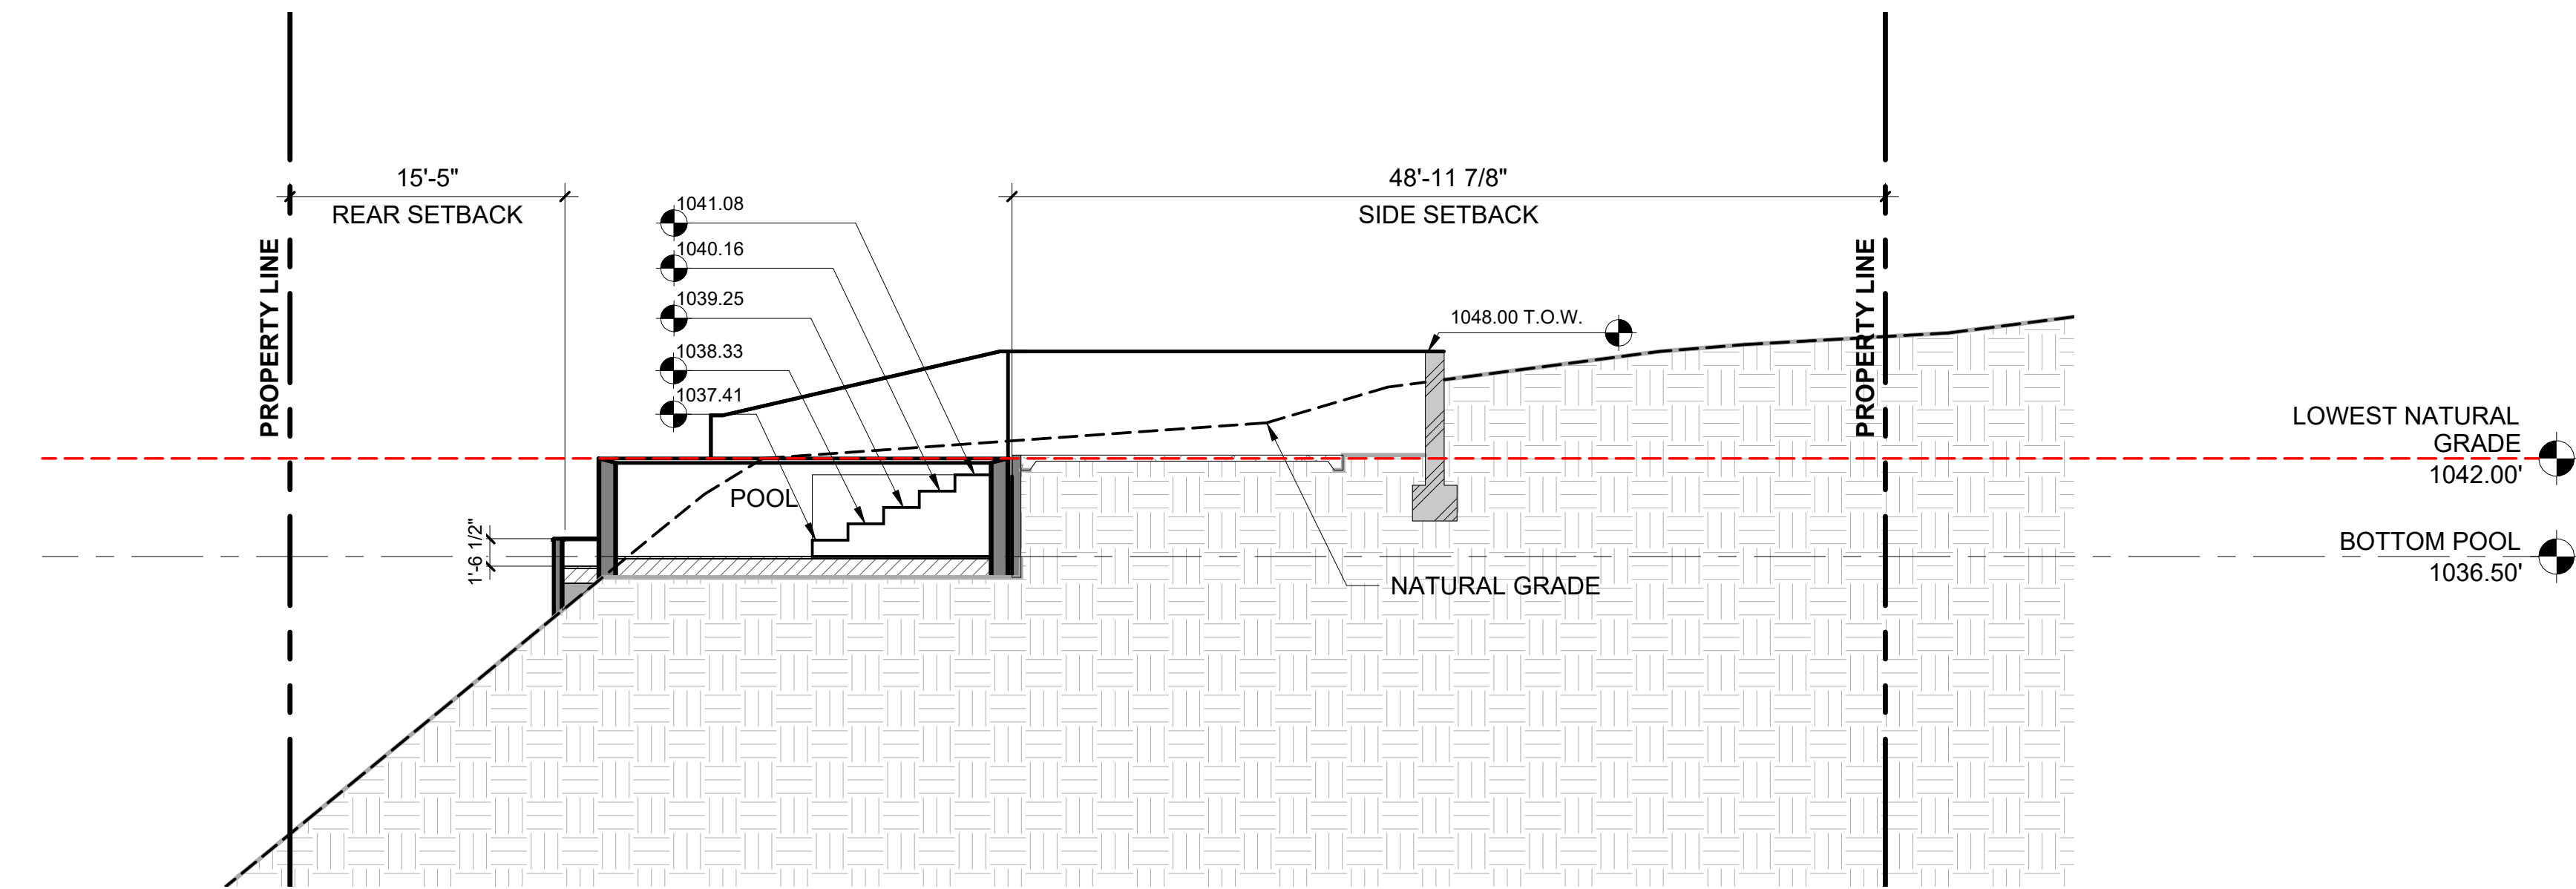 15'-5"
REAR SETBACK
48'-11 7/8"
SIDE SETBACK
1041.08
1040.16
1039.25
1038.33
1037.41
PROPERTY LINE
PROPERTY LINE
1048.00 T.O.W.
LOWEST NATURAL
GRADE
1042.00'
POOL
1'-6 1/2"
BOTTOM POOL
1036.50'
NATURAL GRADE